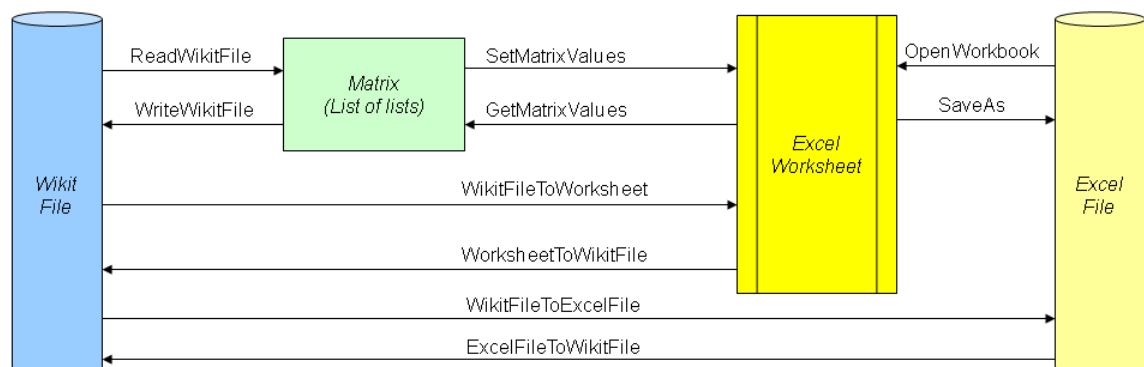 ReadWikitFile
SetMatrixValues
OpenWorkbook
Matrix
(List of lists)
WriteWikitFile
GetMatrixValues
SaveAs
Excel
Worksheet
Wikit
File
WikitFileToWorksheet
Excel
File
WorksheetToWikitFile
WikitFileToExcelFile
ExcelFileToWikitFile